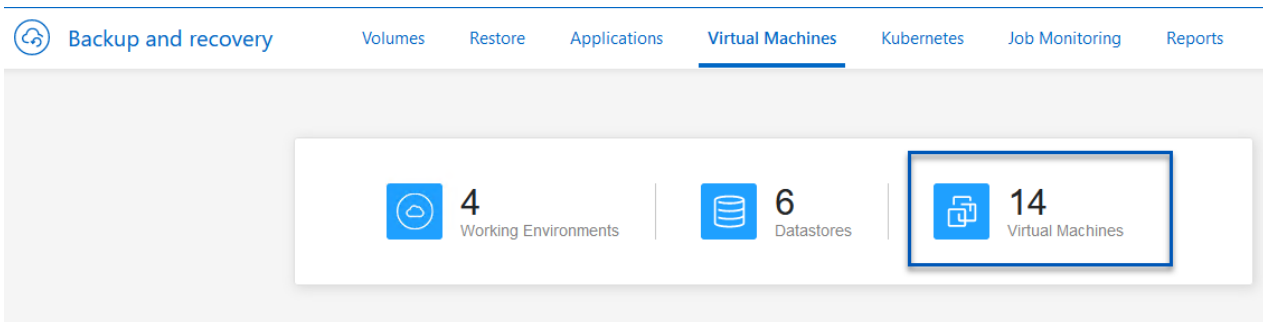 Backup and recovery Volumes Restore Applications Virtual Machines Kubernetes Job Monitoring Reports
4 6 14
Working Environments Datastores Virtual Machines